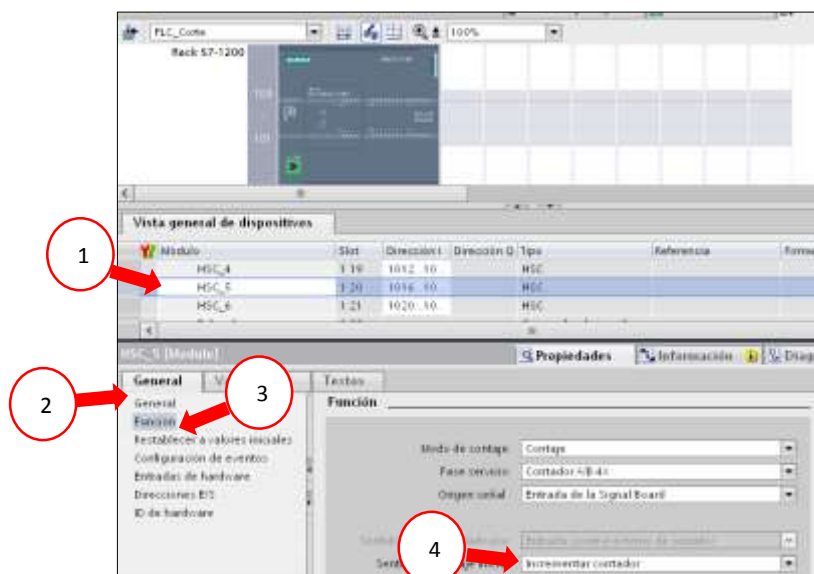 PLC_Corte 100%
Rack S7-1200
Vista general de dispositivos
Módulo Slot Dirección I Dirección Q Tipo Referencia
HSC_4 1 19 1012...10... HSC
1
HSC_5 1 20 1016...10... HSC
HSC_6 1 21 1020...10... HSC
HSC_5 [Módulo] Propiedades Información
General Textos
2
3
General Función
Función
Restablecer a valores iniciales
Configuración de eventos
Entradas de hardware
Direcciones E/S
ID de hardware
Modo de contaje Contaje
Fase servicio Contador A/B 4x
Origen señal Entrada de la Signal Board
4
Incrementar contador